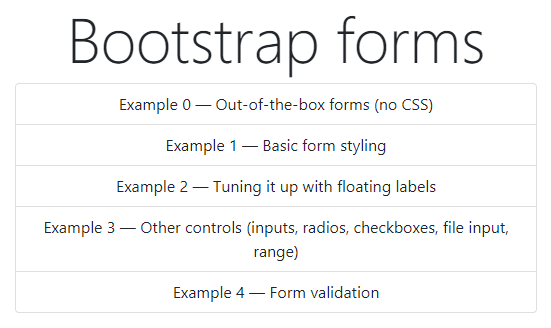 Bootstrap forms
Example 0 — Out-of-the-box forms (no CSS)
Example 1 — Basic form styling
Example 2 — Tuning it up with floating labels
Example 3 — Other controls (inputs, radios, checkboxes, file input,
range)
Example 4 — Form validation